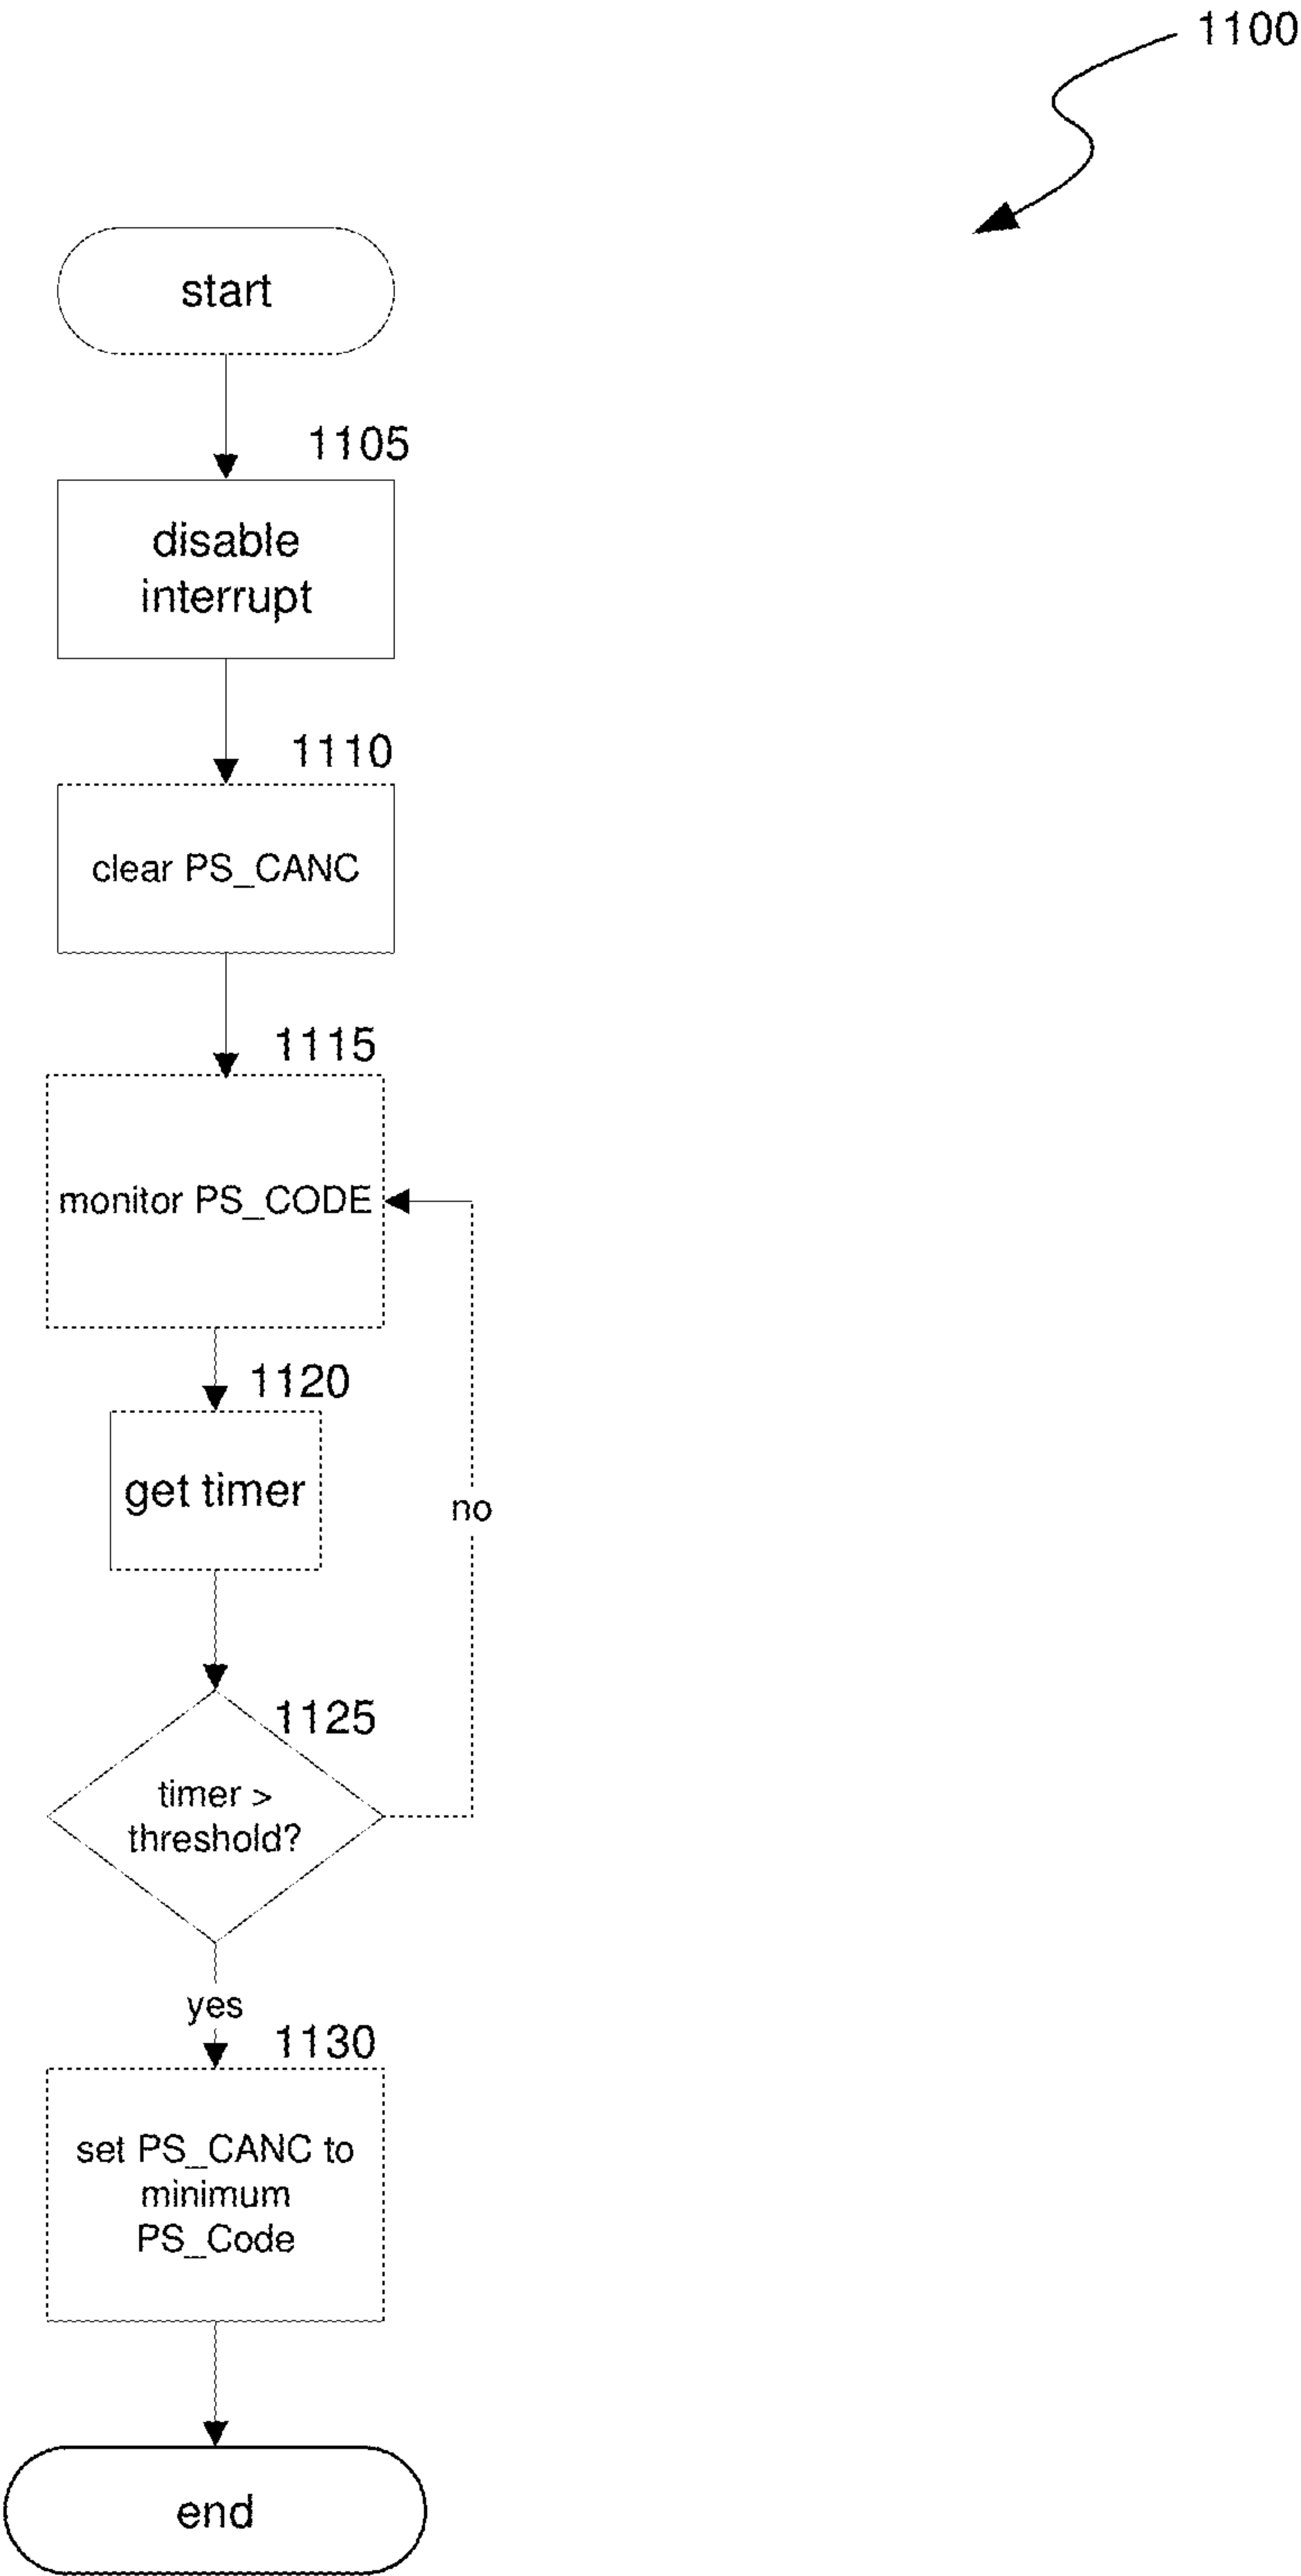 1100
start
1105
disable
interrupt
1110
clear PS_CANC
1115
monitor PS_CODE
1120
get timer
no
1125
timer >
threshold?
yes
1130
set PS_CANC to
minimum
PS_Code
end